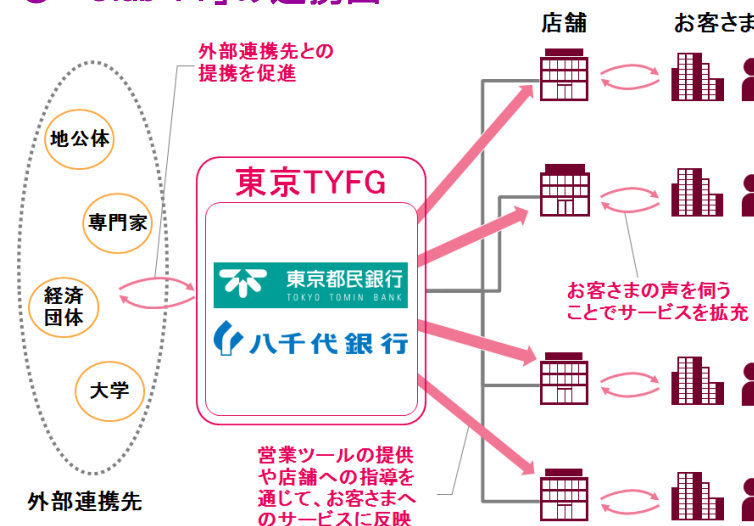 の連携図
店舗
お客さま
外部連携先との
提携を促進
地公体
専門家
経済
団体
大学
外部連携先
東京TYFG
東京都民銀行
TOKYO TOMIN BANK
八千代銀行
お客さまの声を伺う
ことでサービスを拡充
営業ツールの提供
や店舗への指導を
通じて、お客さまへ
のサービスに反映